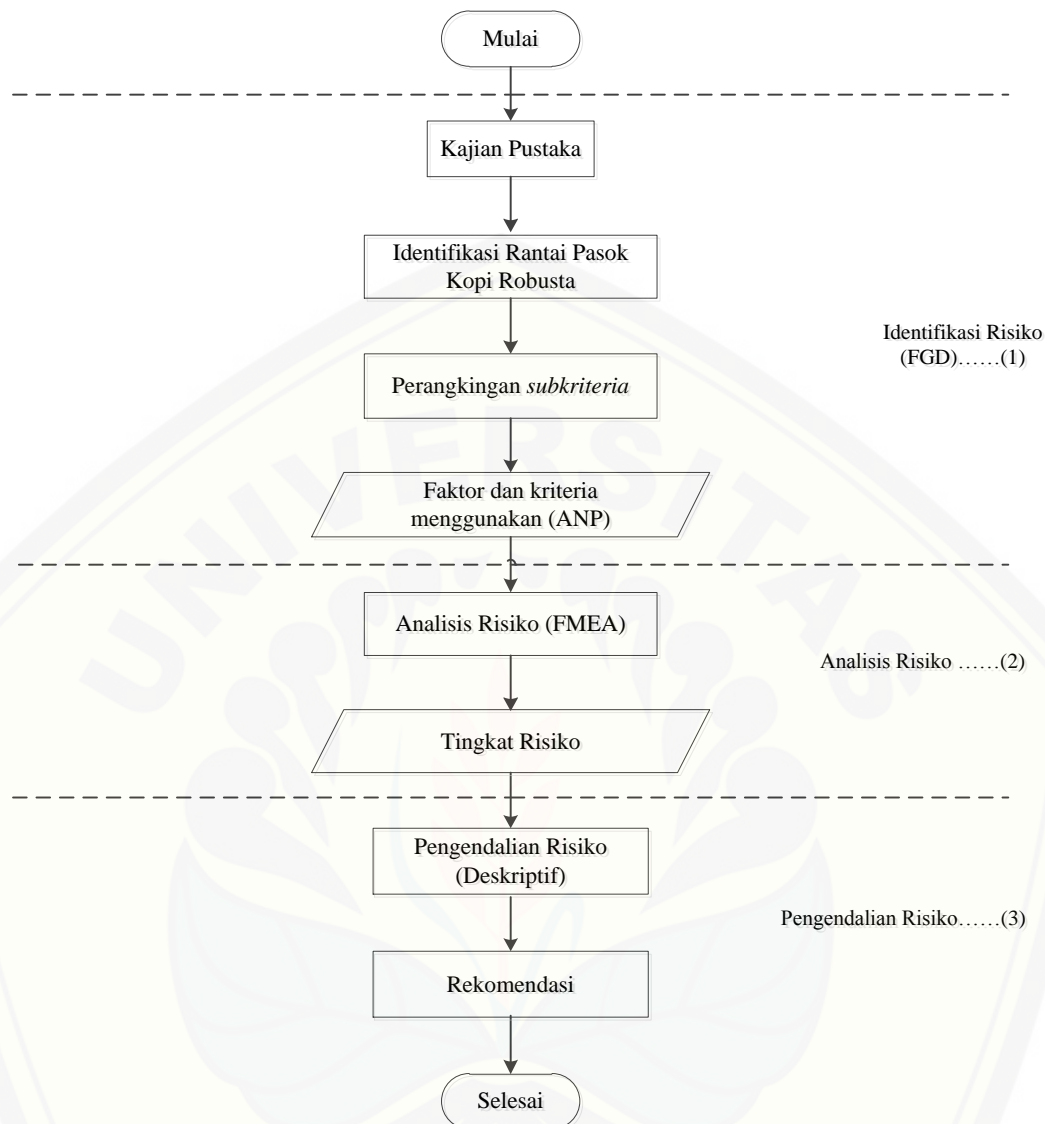 Mulai
Kajian Pustaka
Identifikasi Rantai Pasok
Kopi Robusta
Identifikasi Risiko
(FGD)......(1)
Perangkingan subkriteria
Faktor dan kriteria
menggunakan (ANP)
Analisis Risiko (FMEA)
Analisis Risiko ......(2)
Tingkat Risiko
Pengendalian Risiko
(Deskriptif)
Pengendalian Risiko......(3)
Rekomendasi
Selesai
UNIVERSITAS